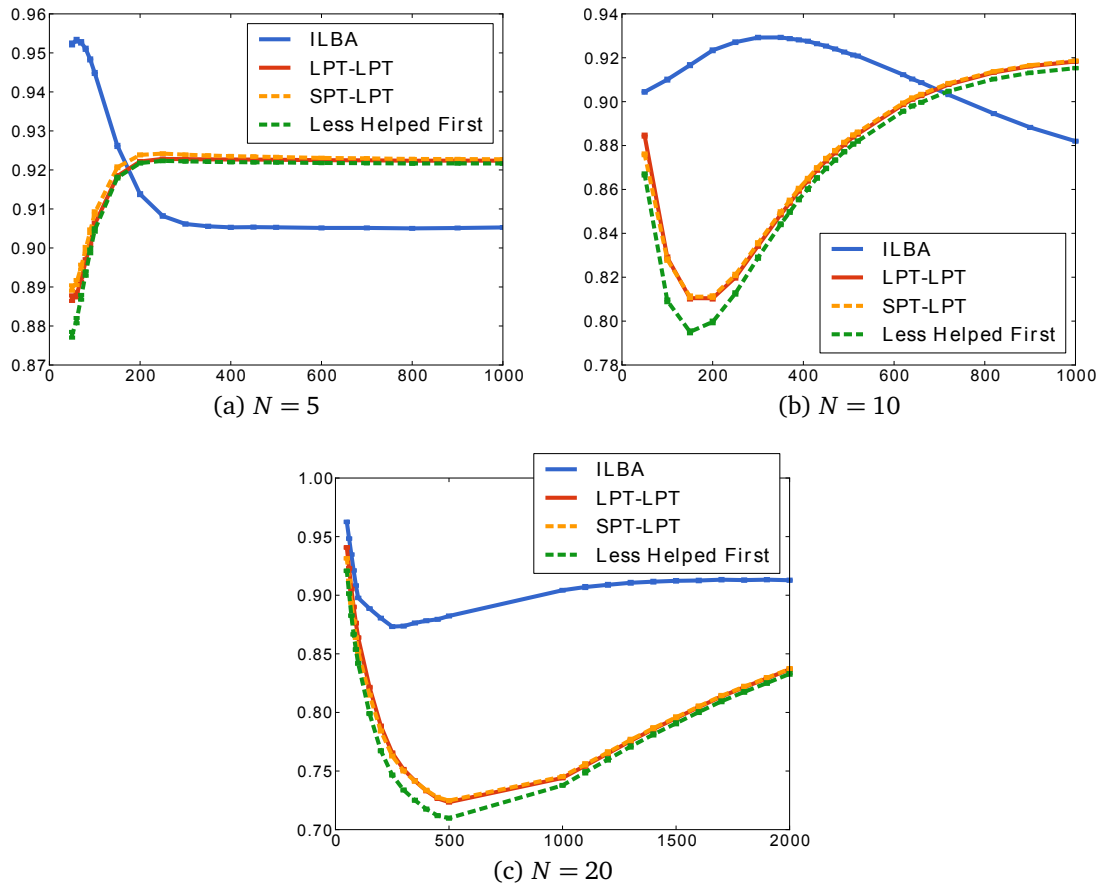 0.96
0.95
0.94
0.93
0.92
0.91
0.90
0.89
0.88
0.87
0 200 400 600 800 1000
ILBA
LPT-LPT
SPT-LPT
Less Helped First
(a) N = 5
0.94
0.92
0.90
0.88
0.86
0.84
0.82
0.80
0.78
0 200 400 600 800 1000
ILBA
LPT-LPT
SPT-LPT
Less Helped First
(b) N = 10
1.00
0.95
0.90
0.85
0.80
0.75
0.70
0 500 1000 1500 2000
ILBA
LPT-LPT
SPT-LPT
Less Helped First
(c) N = 20